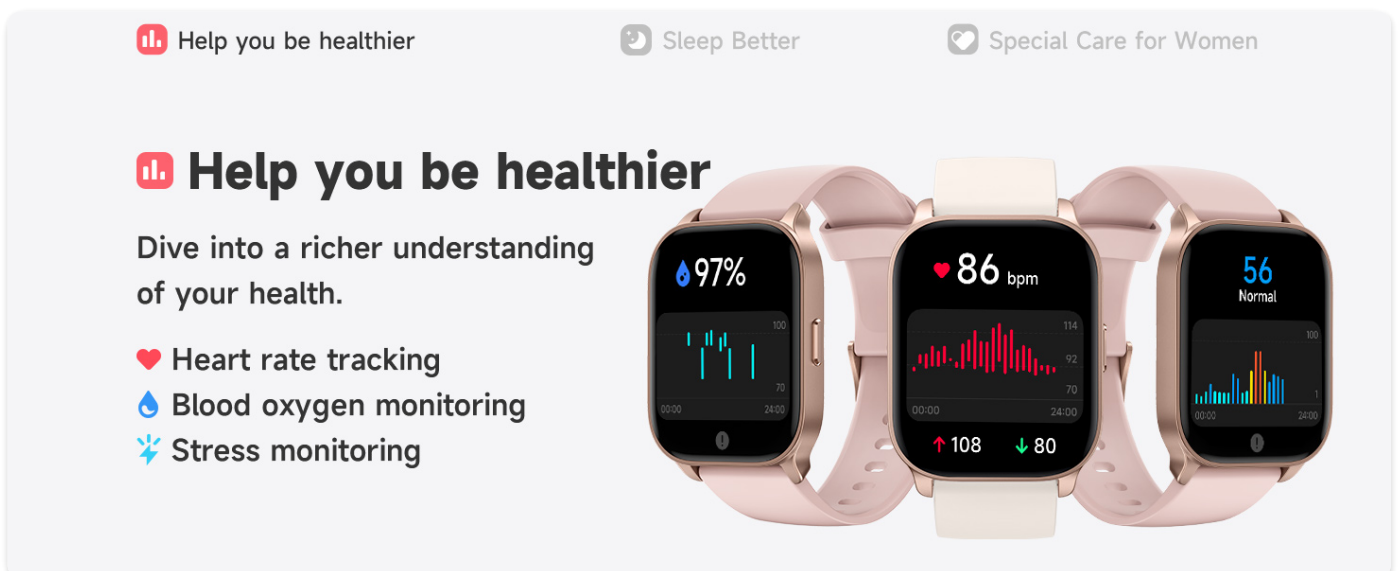 Help you be healthier
Sleep Better
Special Care for Women
Help you be healthier
Dive into a richer understanding
of your health.
Heart rate tracking
Blood oxygen monitoring
Stress monitoring
97%
100
70
00:00 24:00
86 bpm
114
92
70
00:00 24:00
108 80
56
Normal
100
1
00:00 24:00